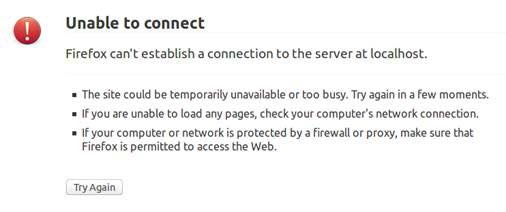 Unable to connect
Firefox can't establish a connection to the server at localhost.
The site could be temporarily unavailable or too busy. Try again in a few moments.
If you are unable to load any pages, check your computer's network connection.
If your computer or network is protected by a firewall or proxy, make sure that
Firefox is permitted to access the Web.
Try Again